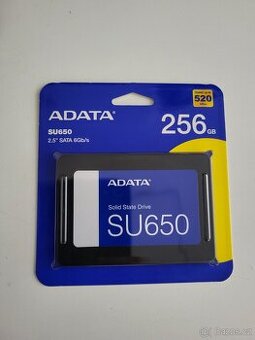 ADATA
SU650
2.5" SATA 6Gb/s
520
256GB
ADATA
Solid State Drive
SU650